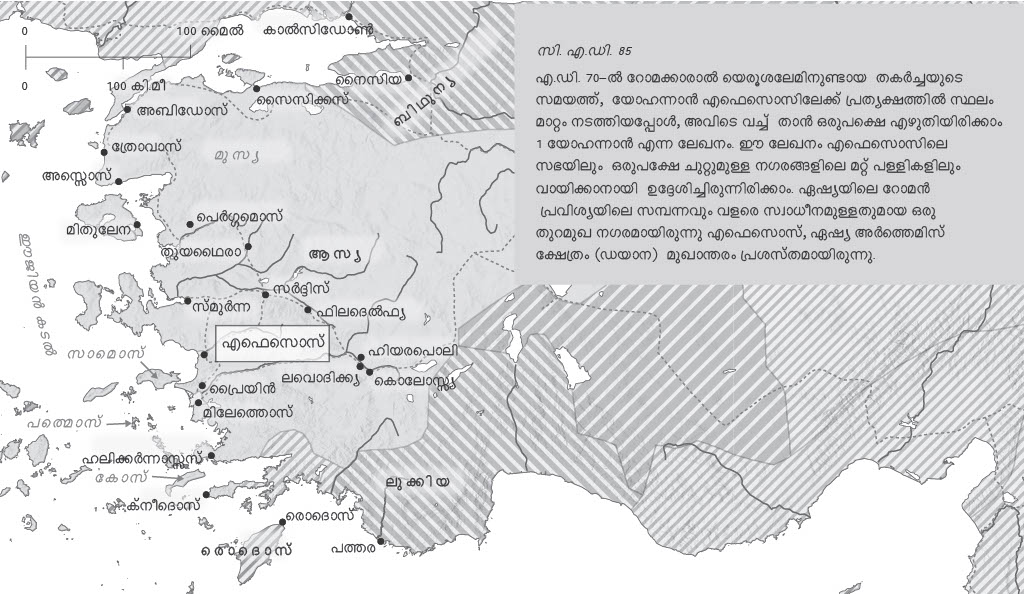 0 100 മൈൽ
0 100 കി.മീ
കാൽസിഡോൺ
നൈസിയ
സൈസിക്കസ്
ബിഥുന്യ
അബിഡോസ്
ത്രോവാസ്
മുസ്യ
അസ്സൊസ്
പെർഗ്ഗമൊസ്
മിതുലേന
തുയഥൈരാ
ആസ്യ
ഈജിയൻ കടൽ
സർദ്ദിസ്
സ്മുർന്ന
ഫിലദെൽഫ്യ
എഫെസൊസ്
സാമൊസ്
ഹിയരപൊലി
ലവൊദിക്ക്യ
കൊലോസ്സ്യ
പ്രൈയിൻ
മിലേത്തൊസ്
പത്മൊസ്
ഹലിക്കർന്നാസ്സസ്
കോസ്
ലുക്കിയ
ക്നീദൊസ്
രൊദൊസ്
രൊദൊസ്
പത്തര
സി. എ.ഡി. 85
എ.ഡി. 70–ൽ റോമക്കാരാൽ യെരൂശലേമിനുണ്ടായ തകർച്ചയുടെ
സമയത്ത്, യോഹന്നാൻ എഫെസൊസിലേക്ക് പ്രത്യക്ഷത്തിൽ സ്ഥലം
മാറ്റം നടത്തിയപ്പോൾ, അവിടെ വച്ച് താൻ ഒരുപക്ഷെ എഴുതിയിരിക്കാം
1 യോഹന്നാൻ എന്ന ലേഖനം. ഈ ലേഖനം എഫെസൊസിലെ
സഭയിലും ഒരുപക്ഷേ ചുറ്റുമുള്ള നഗരങ്ങളിലെ മറ്റ് പള്ളികളിലും
വായിക്കാനായി ഉദ്ദേശിച്ചിരുന്നിരിക്കാം. ഏഷ്യയിലെ റോമൻ
പ്രവിശ്യയിലെ സമ്പന്നവും വളരെ സ്വാധീനമുള്ളതുമായ ഒരു
തുറമുഖ നഗരമായിരുന്നു എഫെസൊസ്, ഏഷ്യ അർത്തെമിസ്
ക്ഷേത്രം (ഡയാന) മുഖാന്തരം പ്രശസ്തമായിരുന്നു.